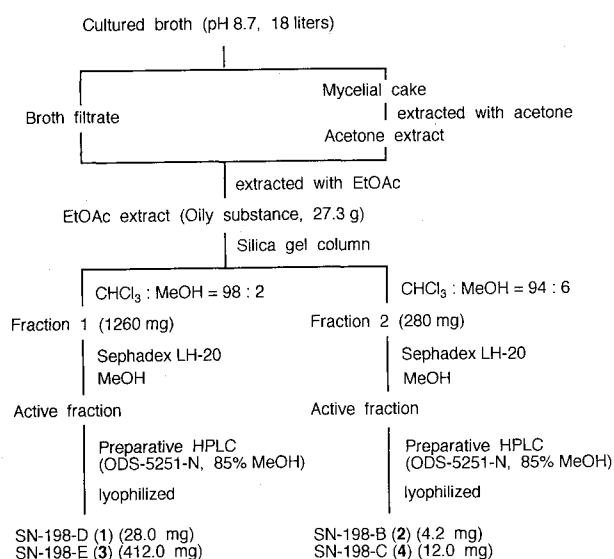 Cultured broth (pH 8.7, 18 liters)
Broth filtrate
Mycelial cake
extracted with acetone
Acetone extract
extracted with EtOAc
EtOAc extract (Oily substance, 27.3 g)
Silica gel column
CHCl₃ : MeOH = 98 : 2
Fraction 1 (1260 mg)
Sephadex LH-20
MeOH
Active fraction
Preparative HPLC
(ODS-5251-N, 85% MeOH)
lyophilized
SN-198-D (1) (28.0 mg)
SN-198-E (3) (412.0 mg)
CHCl₃ : MeOH = 94 : 6
Fraction 2 (280 mg)
Sephadex LH-20
MeOH
Active fraction
Preparative HPLC
(ODS-5251-N, 85% MeOH)
lyophilized
SN-198-B (2) (4.2 mg)
SN-198-C (4) (12.0 mg)